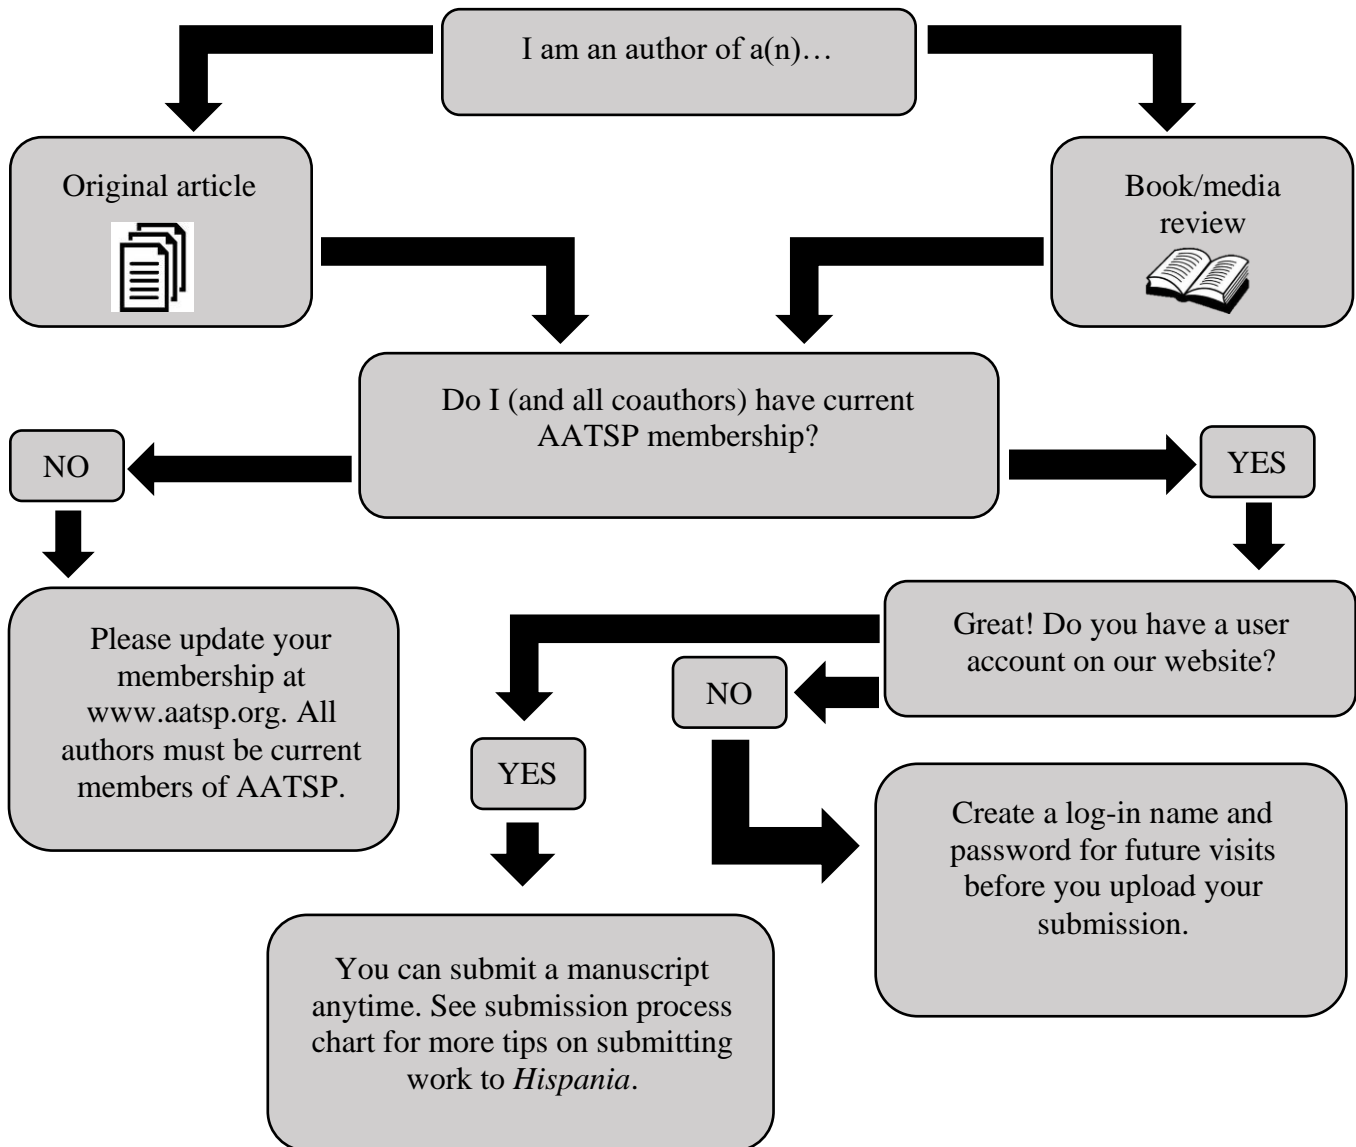 I am an author of a(n)…
Original article
Book/media
review
Do I (and all coauthors) have current
AATSP membership?
NO
YES
Please update your
membership at
www.aatsp.org. All
authors must be current
members of AATSP.
Great! Do you have a user
account on our website?
NO
YES
Create a log-in name and
password for future visits
before you upload your
submission.
You can submit a manuscript
anytime. See submission process
chart for more tips on submitting
work to Hispania.